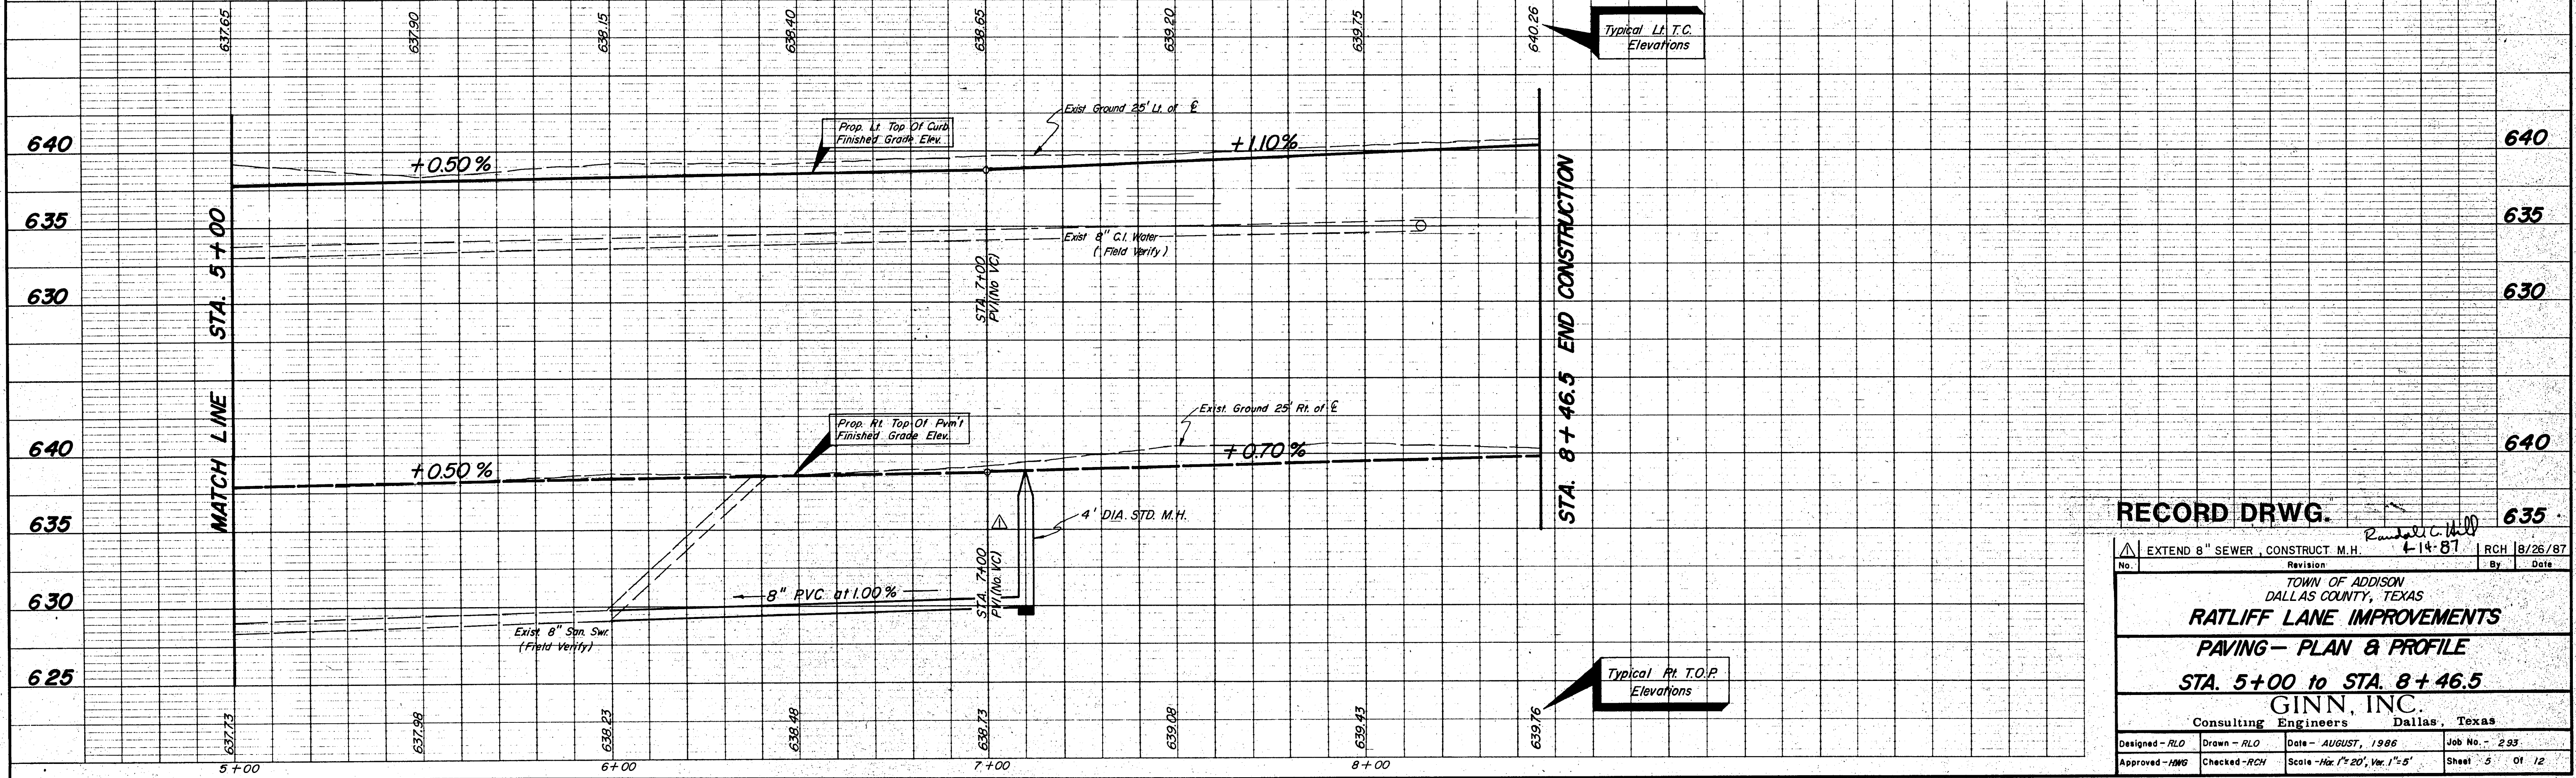 637.65
637.90
638.15
638.40
638.65
639.20
639.75
640.26
Typical Lt. T.C.
Elevations
Exist Ground 25' Lt. of ℄
Prop. Lt. Top Of Curb
Finished Grade Elev.
640
+0.50%
+1.10%
640
635
635
Exist 8" C.I. Water
( Field Verify )
630
630
STA. 7+00
PVI (No VC)
MATCH LINE STA. 5+00
STA. 8+46.5 END CONSTRUCTION
Exist. Ground 25' Rt. of ℄
Prop. Rt. Top Of Pvm't
Finished Grade Elev.
640
+0.50%
+0.70%
640
635
4' DIA. STD. M.H.
635
630
8" PVC at 1.00%
STA. 7+00
PVI (No. VC)
Exist. 8" San. Swr.
(Field Verify)
625
Typical Rt. T.O.P.
Elevations
637.73
637.98
638.23
638.48
638.73
639.08
639.43
639.76
5+00
6+00
7+00
8+00
RECORD DRWG.
Randall C. Hill
4-14-87
1 EXTEND 8" SEWER, CONSTRUCT M.H. RCH 8/26/87
No. Revision By Date
TOWN OF ADDISON
DALLAS COUNTY, TEXAS
RATLIFF LANE IMPROVEMENTS
PAVING — PLAN & PROFILE
STA. 5+00 to STA. 8+46.5
GINN, INC.
Consulting Engineers Dallas, Texas
Designed - RLO Drawn - RLO Date - AUGUST, 1986 Job No. - 293
Approved - HWG Checked - RCH Scale - Hor. 1"=20', Ver. 1"=5' Sheet 5 Of 12